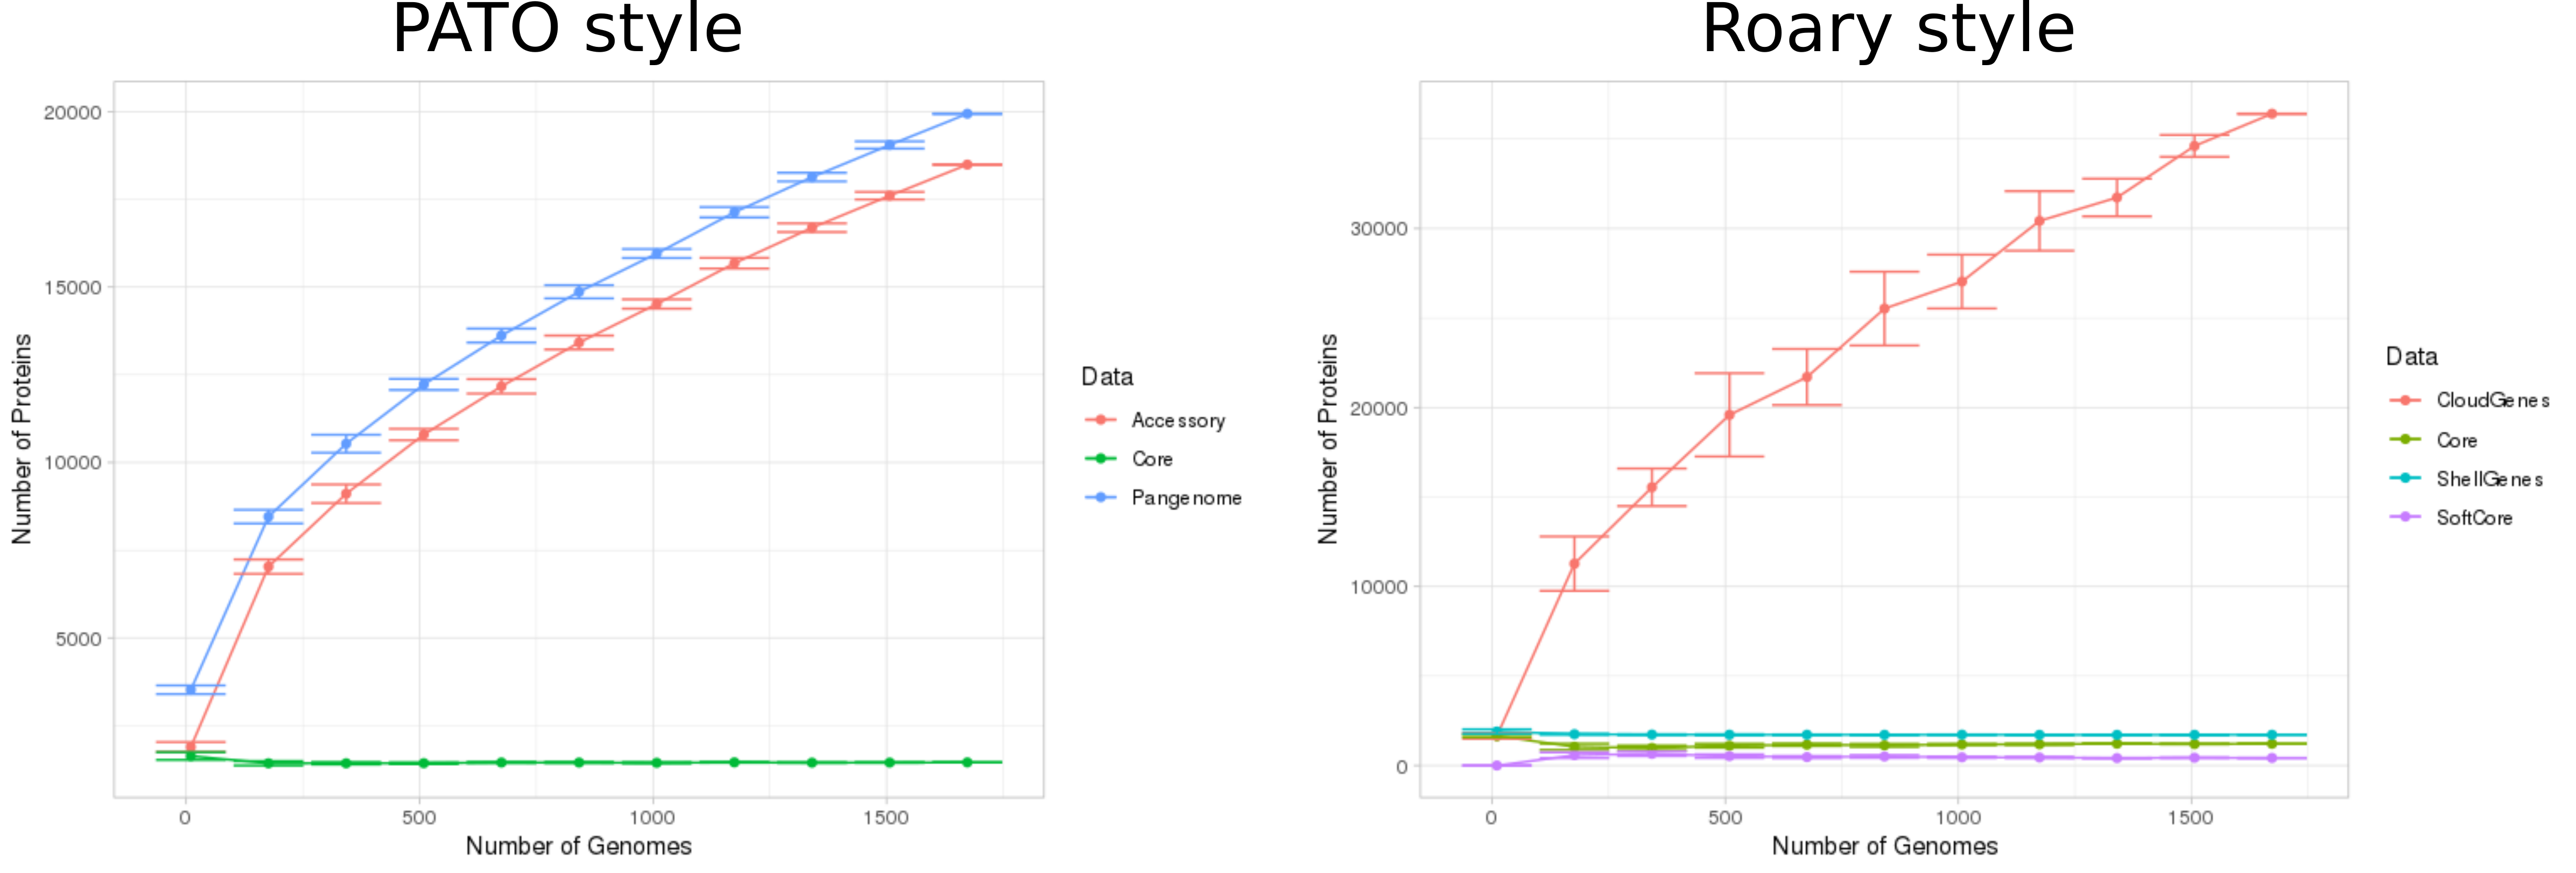 PATO style
20000
15000
10000
5000
Number of Proteins
0 500 1000 1500
Number of Genomes
Data
Accessory
Core
Pangenome
Roary style
30000
20000
10000
0
Number of Proteins
0 500 1000 1500
Number of Genomes
Data
CloudGenes
Core
ShellGenes
SoftCore